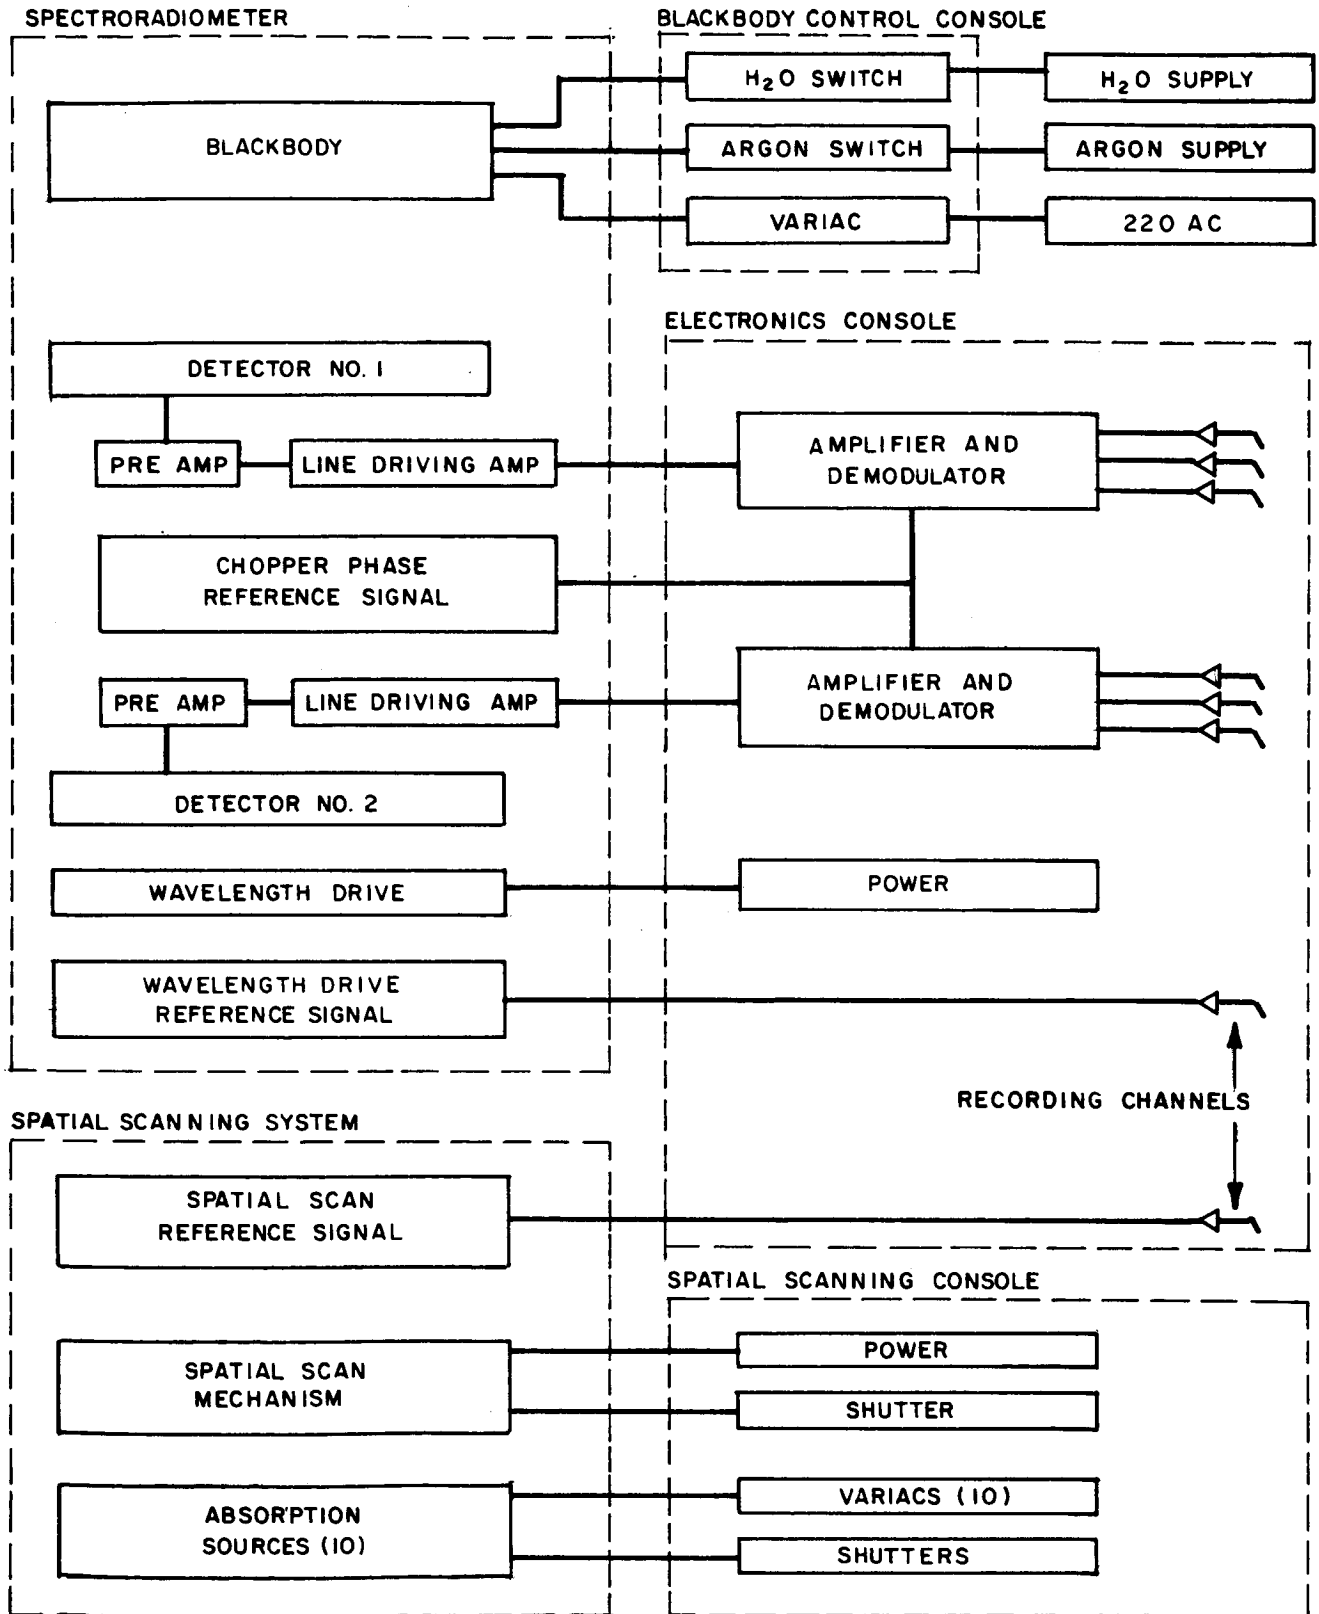 SPECTRORADIOMETER
BLACKBODY CONTROL CONSOLE
BLACKBODY
H₂O SWITCH
H₂O SUPPLY
ARGON SWITCH
ARGON SUPPLY
VARIAC
220 AC
ELECTRONICS CONSOLE
DETECTOR NO. 1
PRE AMP
LINE DRIVING AMP
AMPLIFIER AND
DEMODULATOR
CHOPPER PHASE
REFERENCE SIGNAL
PRE AMP
LINE DRIVING AMP
AMPLIFIER AND
DEMODULATOR
DETECTOR NO. 2
WAVELENGTH DRIVE
POWER
WAVELENGTH DRIVE
REFERENCE SIGNAL
RECORDING CHANNELS
SPATIAL SCANNING SYSTEM
SPATIAL SCAN
REFERENCE SIGNAL
SPATIAL SCANNING CONSOLE
SPATIAL SCAN
MECHANISM
POWER
SHUTTER
ABSORPTION
SOURCES (10)
VARIACS (10)
SHUTTERS